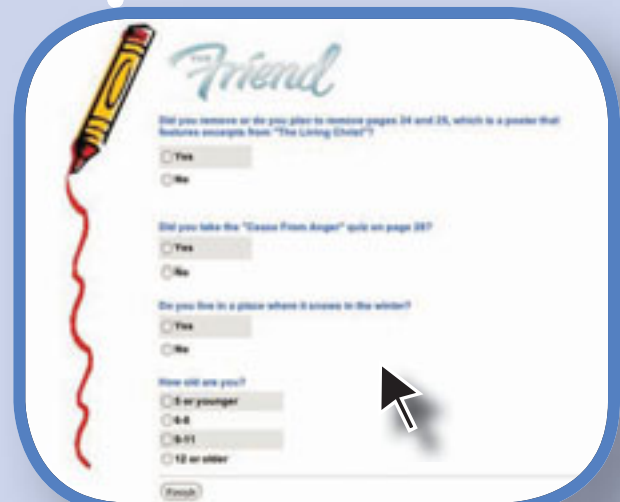 THE
Friend
Did you remove or do you plan to remove pages 24 and 25, which is a poster that
features excerpts from "The Living Christ"?
Yes
No
Did you take the "Cease From Anger" quiz on page 28?
Yes
No
Do you live in a place where it snows in the winter?
Yes
No
How old are you?
5 or younger
6-8
9-11
12 or older
Finish